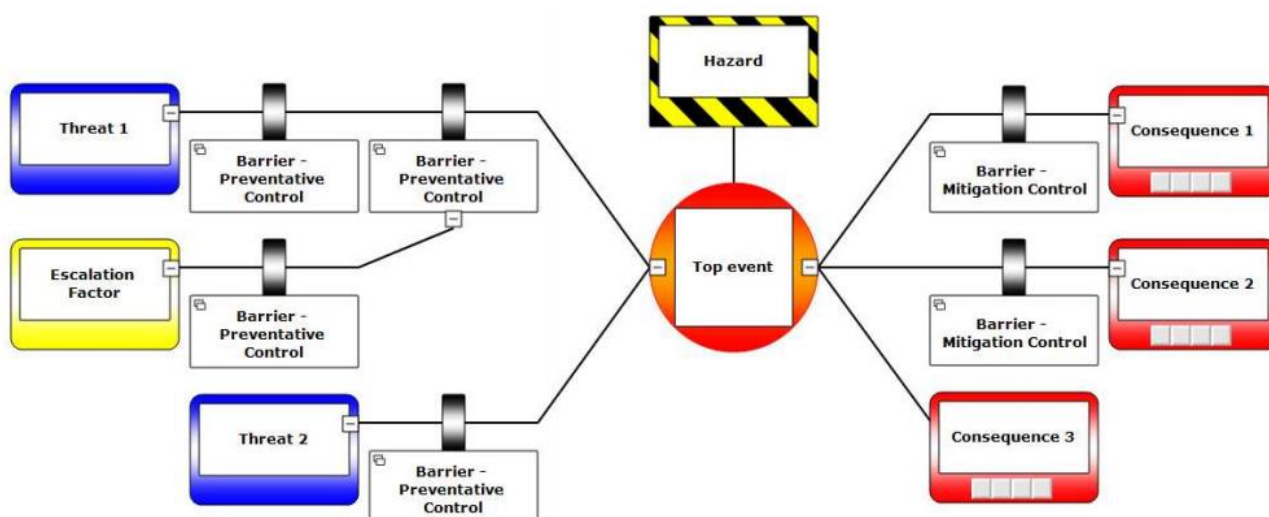 Hazard
Threat 1
Barrier -
Preventative
Control
Barrier -
Preventative
Control
Barrier -
Mitigation Control
Consequence 1
Escalation
Factor
Barrier -
Preventative
Control
Top event
Barrier -
Mitigation Control
Consequence 2
Threat 2
Barrier -
Preventative
Control
Consequence 3